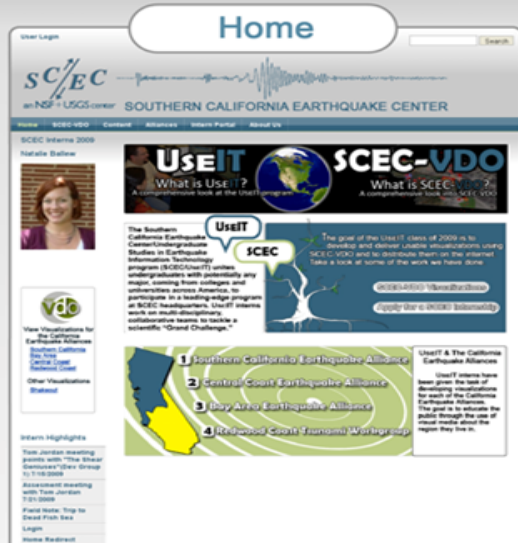 Home
User Login
Search
SC/EC
an NSF+USGS center
SOUTHERN CALIFORNIA EARTHQUAKE CENTER
Home SCEC-VDO Content Alliances Intern Portal About Us
SCEC Interns 2009
Natalie Ballew
USEIT
What is UseIT?
A comprehensive look at the UseIT program
SCEC-VDO
What is SCEC-VDO?
A comprehensive look into SCEC-VDO
The Southern
California Earthquake
Center/Undergraduate
Studies in Earthquake
Information Technology
program (SCEC/UseIT) unites
undergraduates with potentially any
major, coming from colleges and
universities across America, to
participate in a leading-edge program
at SCEC headquarters. UseIT interns
work on multi-disciplinary,
collaborative teams to tackle a
scientific "Grand Challenge."
UseIT
SCEC
The goal of the UseIT class of 2009 is to
develop and deliver usable visualizations using
SCEC-VDO and to distribute them on the internet
Take a look at some of the work we have done
SCEC-VDO Visualizations
Apply for a SCEC Internship
vdo
View Visualizations for
the California
Earthquake Alliances
Southern California
Bay Area
Central Coast
Redwood Coast
Other Visualizations
Shakeout
1 Southern California Earthquake Alliance
2 Central Coast Earthquake Alliance
3 Bay Area Earthquake Alliance
4 Redwood Coast Tsunami Workgroup
UseIT & The California
Earthquake Alliances
UseIT interns have
been given the task of
developing visualizations
for each of the California
Earthquake Alliances.
The goal is to educate the
public through the use of
visual media about the
region they live in.
Intern Highlights
Tom Jordan meeting
points with "The Shear
Geniuses"(Dev Group
1) 7/15/2009
Assesment meeting
with Tom Jordan
7/21/2009
Field Note: Trip to
Dead Fish Sea
Login
Home Redirect